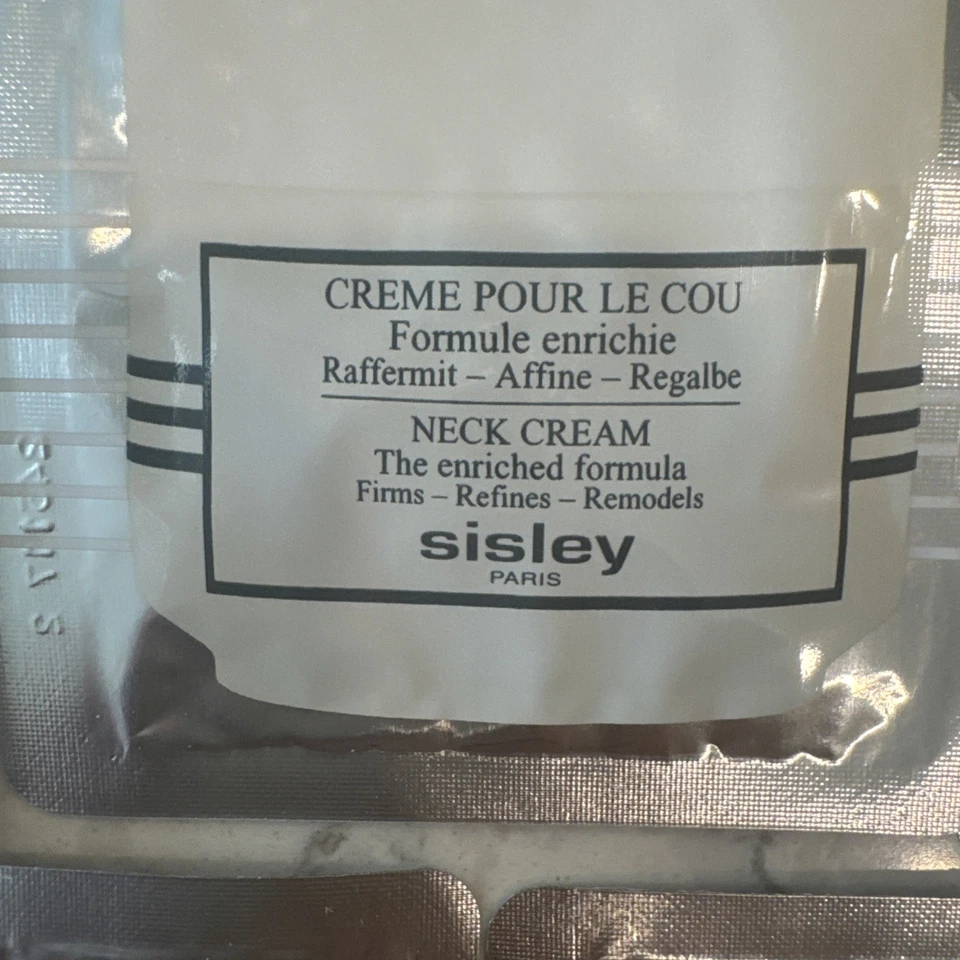 CREME POUR LE COU
Formule enrichie
Raffermit – Affine – Regalbe
NECK CREAM
The enriched formula
Firms – Refines – Remodels
sisley
PARIS